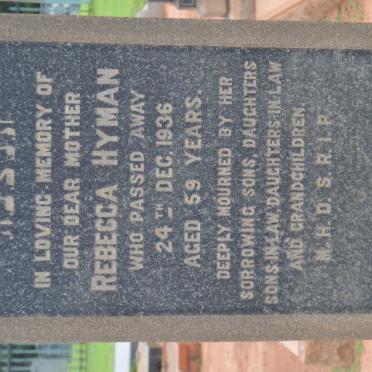 IN LOVING MEMORY OF
OUR DEAR MOTHER
REBECCA HYMAN
WHO PASSED AWAY
24TH DEC. 1936
AGED 69 YEARS.
DEEPLY MOURNED BY HER
SORROWING SONS, DAUGHTERS
SONS-IN-LAW, DAUGHTERS-IN-LAW
AND GRANDCHILDREN.
M.H.D.S.R.I.P.